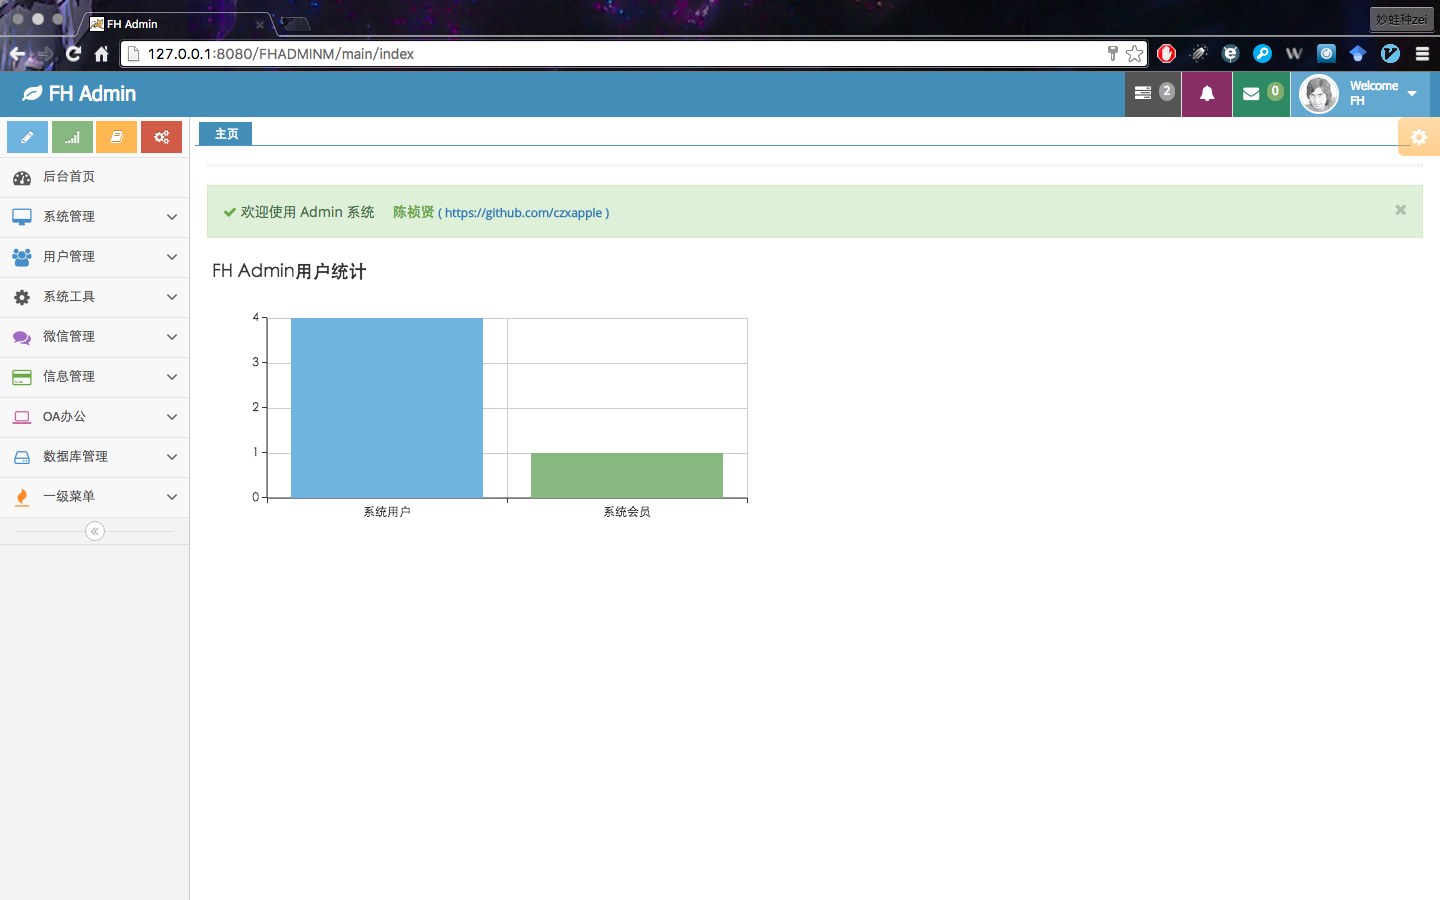 FH Admin
妙蛙种zei
127.0.0.1:8080/FHADMINM/main/index
FH Admin
2
0
Welcome
FH
主页
后台首页
系统管理
用户管理
系统工具
微信管理
信息管理
OA办公
数据库管理
一级菜单
欢迎使用 Admin 系统 陈祯贤 ( https://github.com/czxapple )
FH Admin用户统计
4
3
2
1
0
系统用户 系统会员